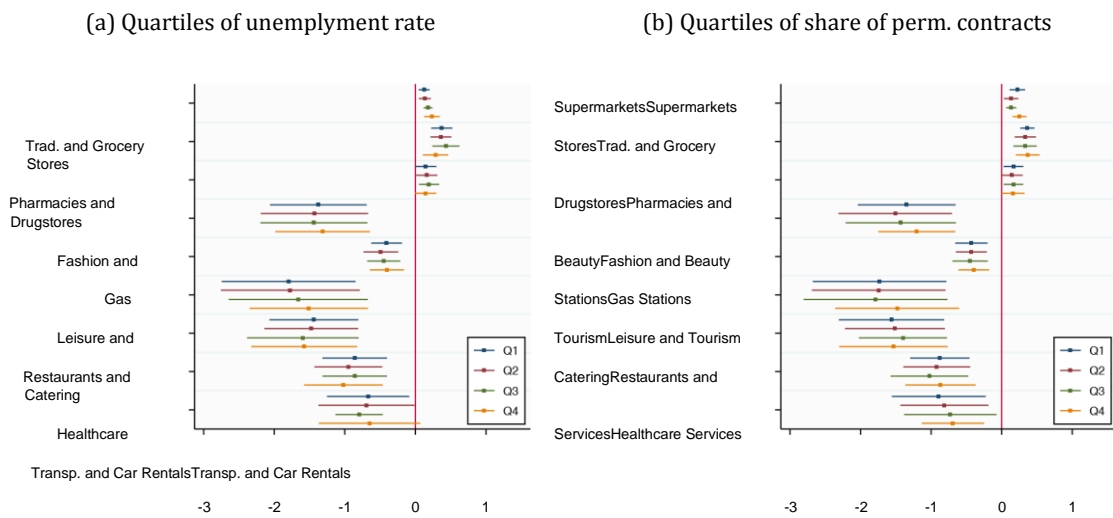 (a) Quartiles of unemplyment rate
(b) Quartiles of share of perm. contracts
Trad. and Grocery
Stores
Pharmacies and
Drugstores
Fashion and
Gas
Leisure and
Restaurants and
Catering
Healthcare
Transp. and Car RentalsTransp. and Car Rentals
Q1
Q2
Q3
Q4
-3 -2 -1 0 1
SupermarketsSupermarkets
StoresTrad. and Grocery
DrugstoresPharmacies and
BeautyFashion and Beauty
StationsGas Stations
TourismLeisure and Tourism
CateringRestaurants and
ServicesHealthcare Services
Q1
Q2
Q3
Q4
-3 -2 -1 0 1